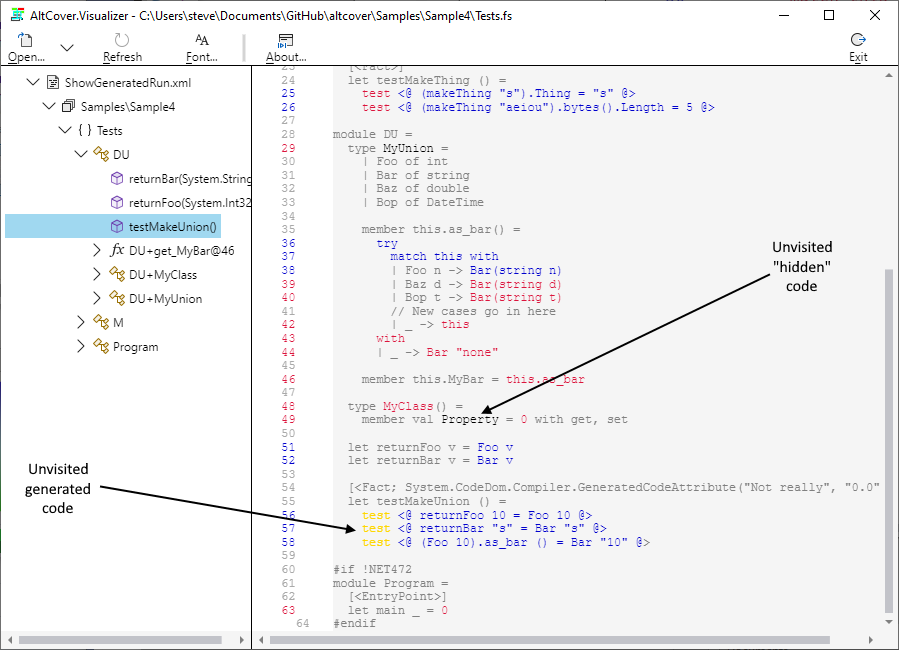 AltCover.Visualizer - C:\Users\steve\Documents\GitHub\altcover\Samples\Sample4\Tests.fs
Open... Refresh Font... About... Exit
ShowGeneratedRun.xml
Samples\Sample4
{ } Tests
DU
returnBar(System.String
returnFoo(System.Int32
testMakeUnion()
fx DU+get_MyBar@46
DU+MyClass
DU+MyUnion
M
Program
23 [<Fact>]
24 let testMakeThing () =
25 test <@ (makeThing "s").Thing = "s" @>
26 test <@ (makeThing "aeiou").bytes().Length = 5 @>
27
28 module DU =
29 type MyUnion =
30 | Foo of int
31 | Bar of string
32 | Baz of double
33 | Bop of DateTime
34
35 member this.as_bar() =
36 try
37 match this with
38 | Foo n -> Bar(string n)
39 | Baz d -> Bar(string d)
40 | Bop t -> Bar(string t)
41 // New cases go in here
42 | _ -> this
43 with
44 | _ -> Bar "none"
45
46 member this.MyBar = this.as_bar
47
48 type MyClass() =
49 member val Property = 0 with get, set
50
51 let returnFoo v = Foo v
52 let returnBar v = Bar v
53
54 [<Fact; System.CodeDom.Compiler.GeneratedCodeAttribute("Not really", "0.0"
55 let testMakeUnion () =
56 test <@ returnFoo 10 = Foo 10 @>
57 test <@ returnBar "s" = Bar "s" @>
58 test <@ (Foo 10).as_bar () = Bar "10" @>
59
60 #if !NET472
61 module Program =
62 [<EntryPoint>]
63 let main _ = 0
64 #endif
Unvisited
"hidden"
code
Unvisited
generated
code